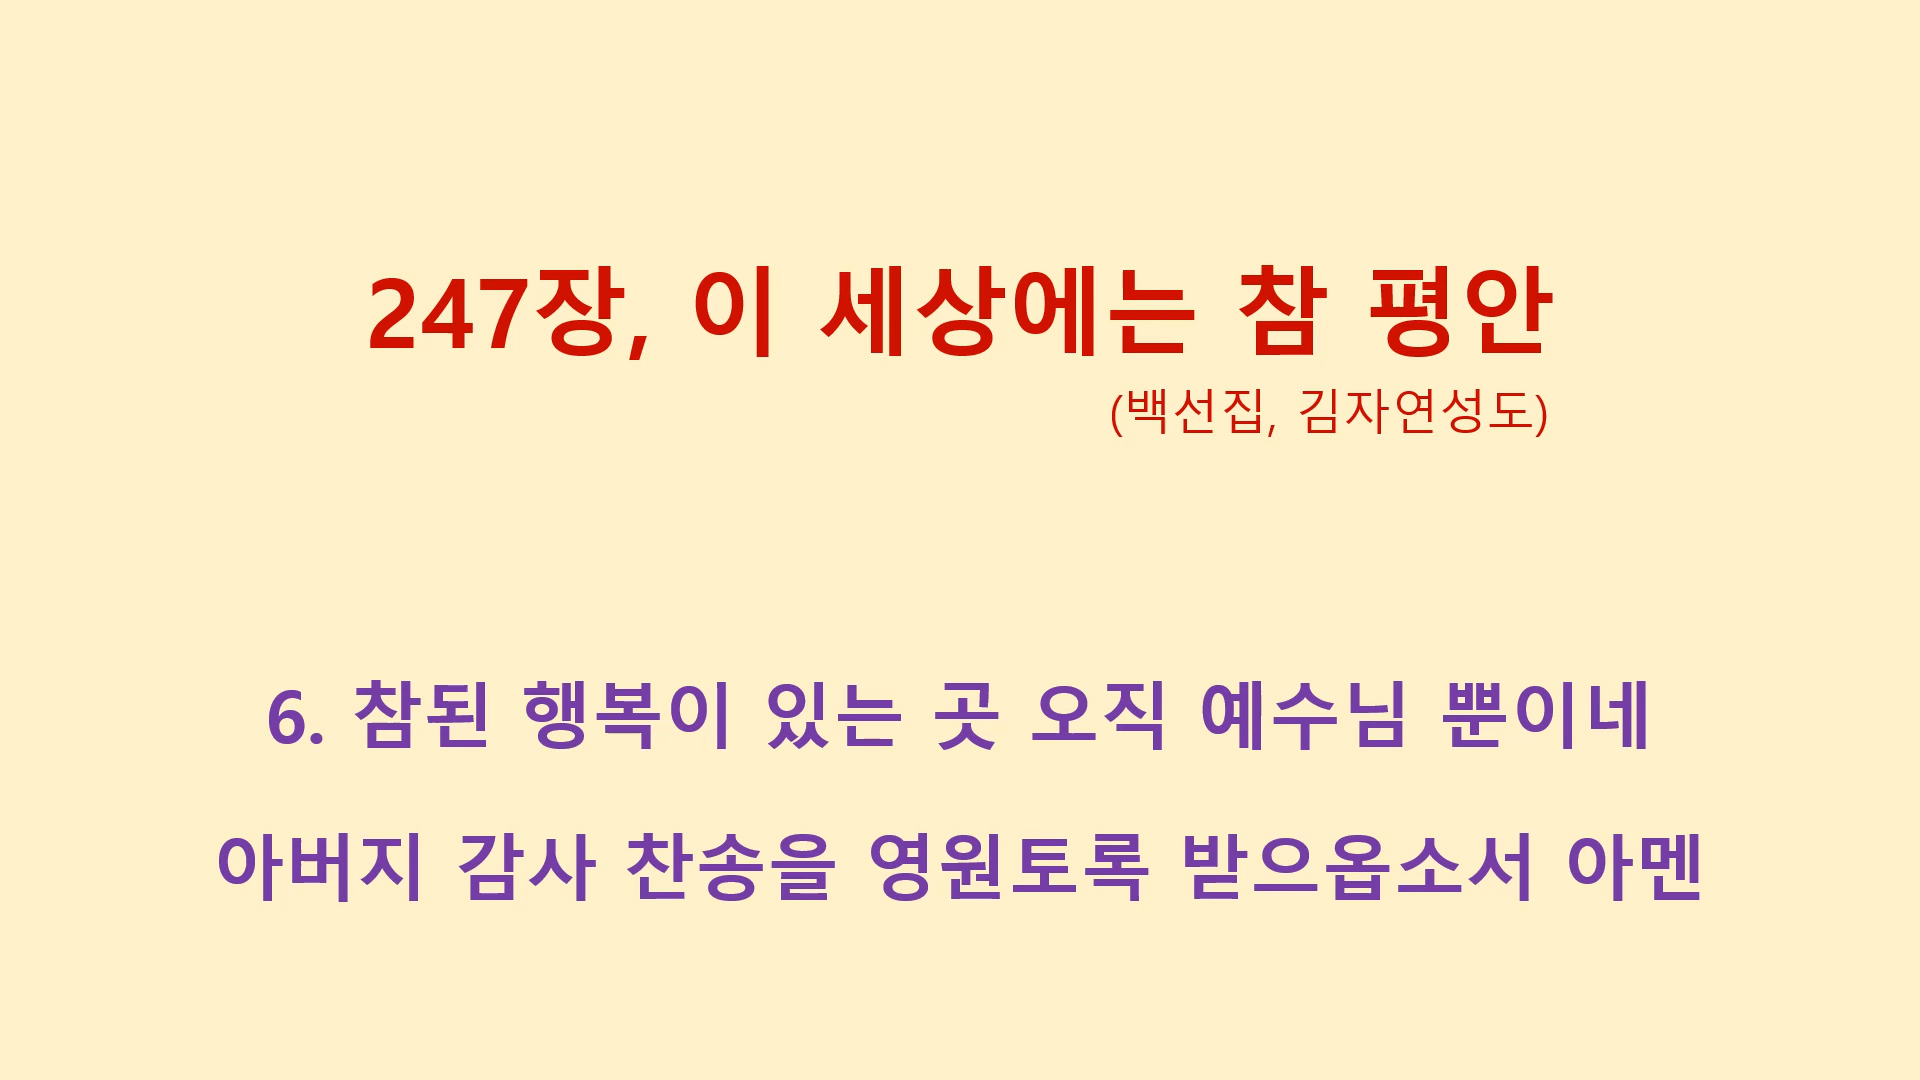 247장, 이 세상에는 참 평안
(백선집, 김자연성도)
6. 참된 행복이 있는 곳 오직 예수님 뿐이네
아버지 감사 찬송을 영원토록 받으옵소서 아멘